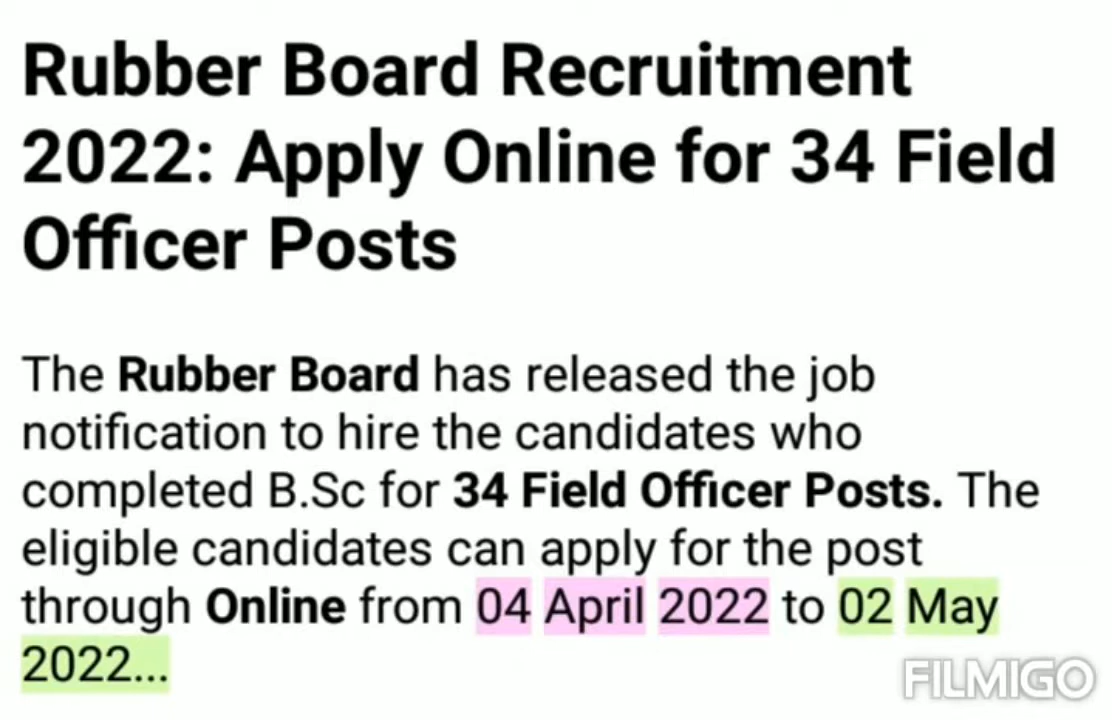 Rubber Board Recruitment
2022: Apply Online for 34 Field
Officer Posts
The Rubber Board has released the job
notification to hire the candidates who
completed B.Sc for 34 Field Officer Posts. The
eligible candidates can apply for the post
through Online from 04 April 2022 to 02 May
2022...
FILMIGO